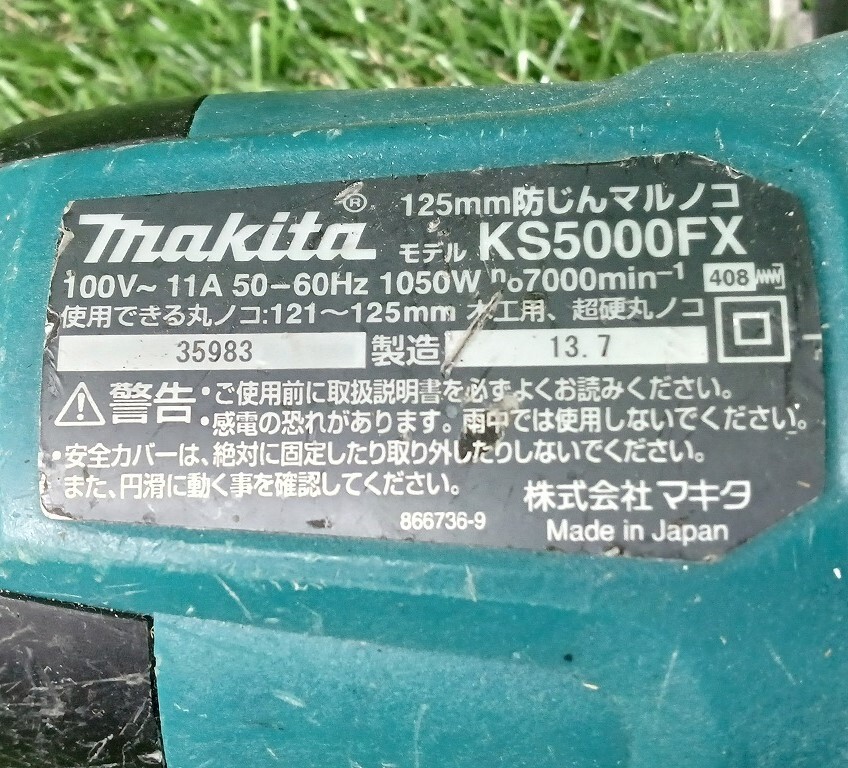 makita®
125mm防じんマルノコ
モデル KS5000FX
100V～ 11A 50-60Hz 1050W n₀7000min⁻¹ 408
使用できる丸ノコ:121～125mm 木工用、超硬丸ノコ
35983 製造 13.7
警告 ・ご使用前に取扱説明書を必ずよくお読みください。
・感電の恐れがあります。雨中では使用しないでください。
・安全カバーは、絶対に固定したり取り外したりしないでください。
また、円滑に動く事を確認してください。
株式会社 マキタ
866736-9
Made in Japan